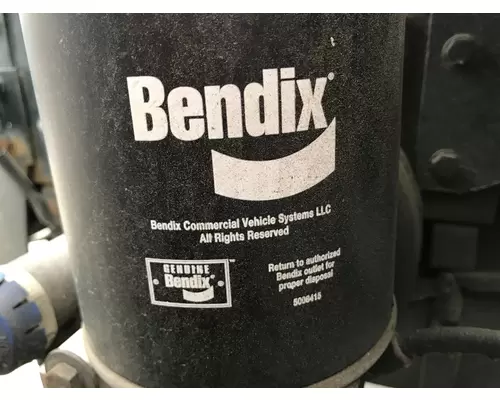 Bendix
Bendix Commercial Vehicle Systems LLC
All Rights Reserved
GENUINE
Bendix
Return to authorized
Bendix outlet for
proper disposal
5008415